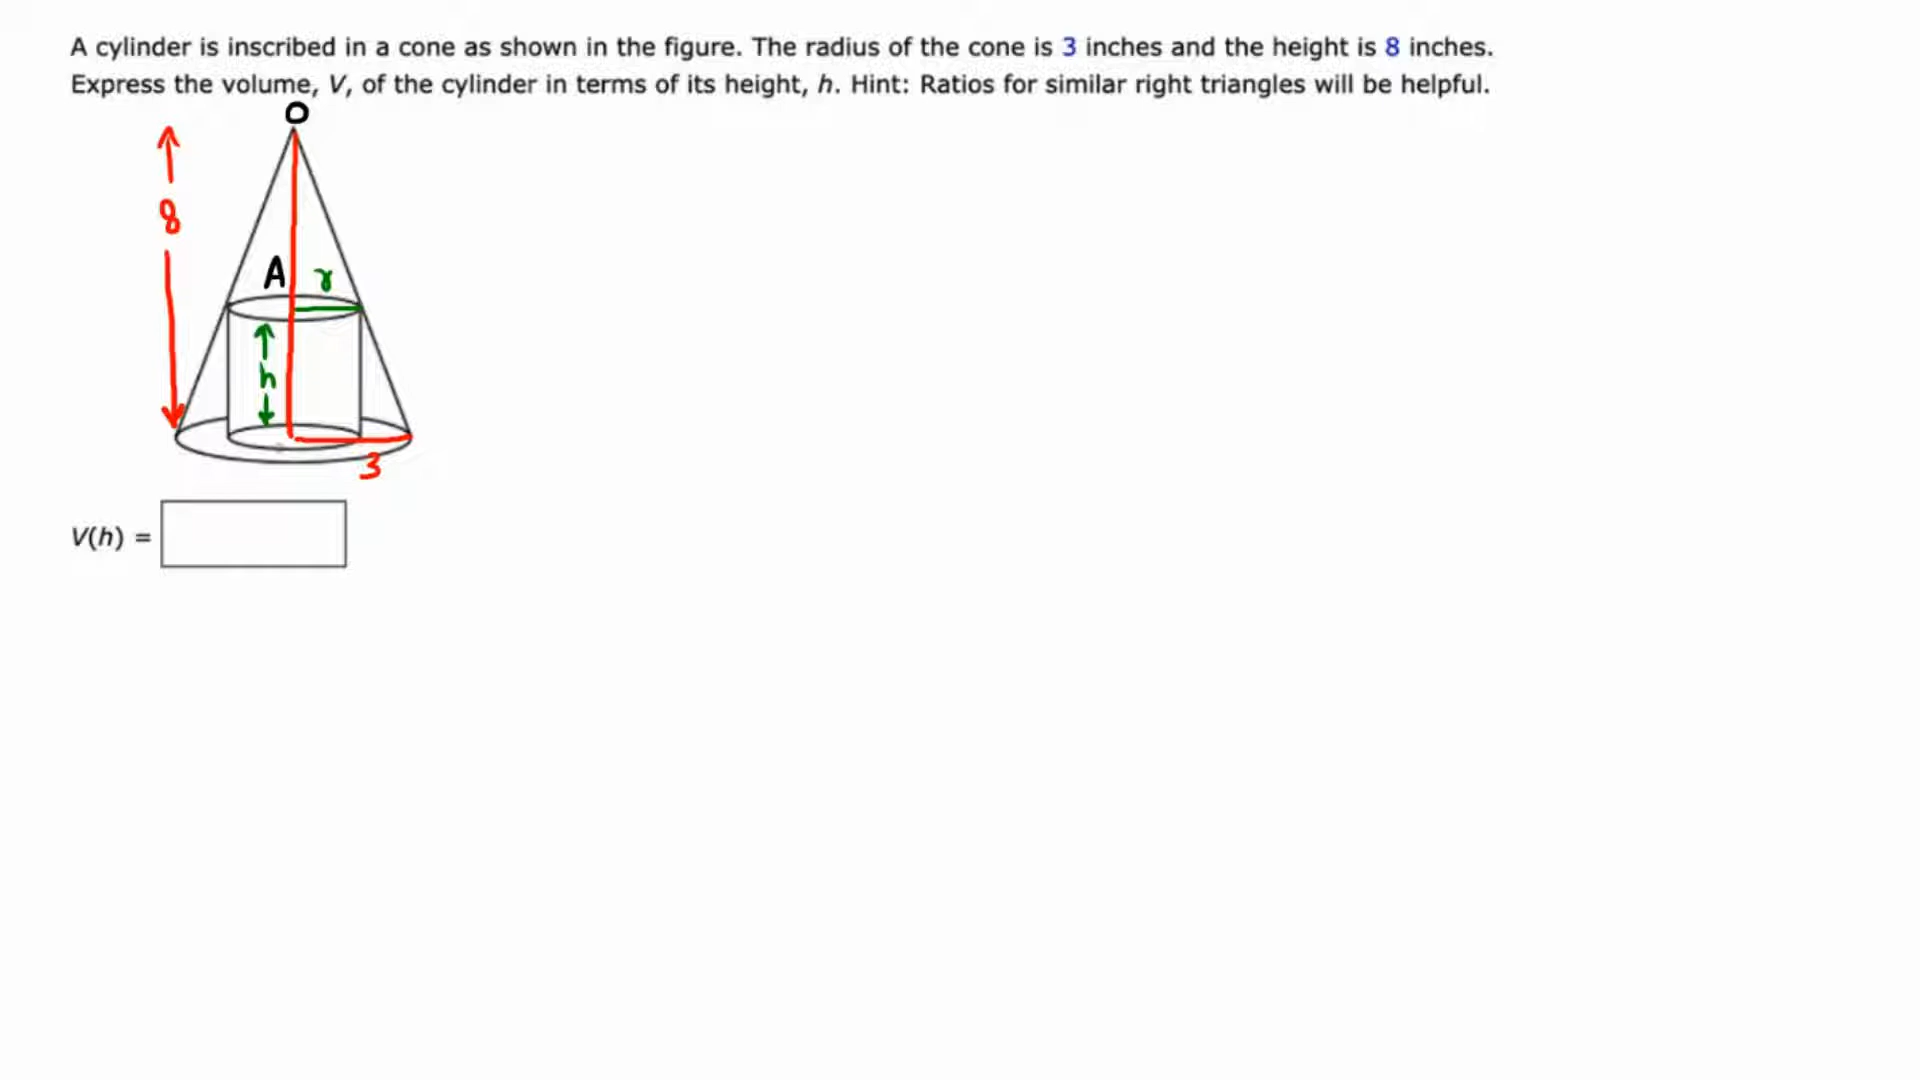 A cylinder is inscribed in a cone as shown in the figure. The radius of the cone is 3 inches and the height is 8 inches.
Express the volume, V, of the cylinder in terms of its height, h. Hint: Ratios for similar right triangles will be helpful.
O
8
A r
h
3
V(h) =